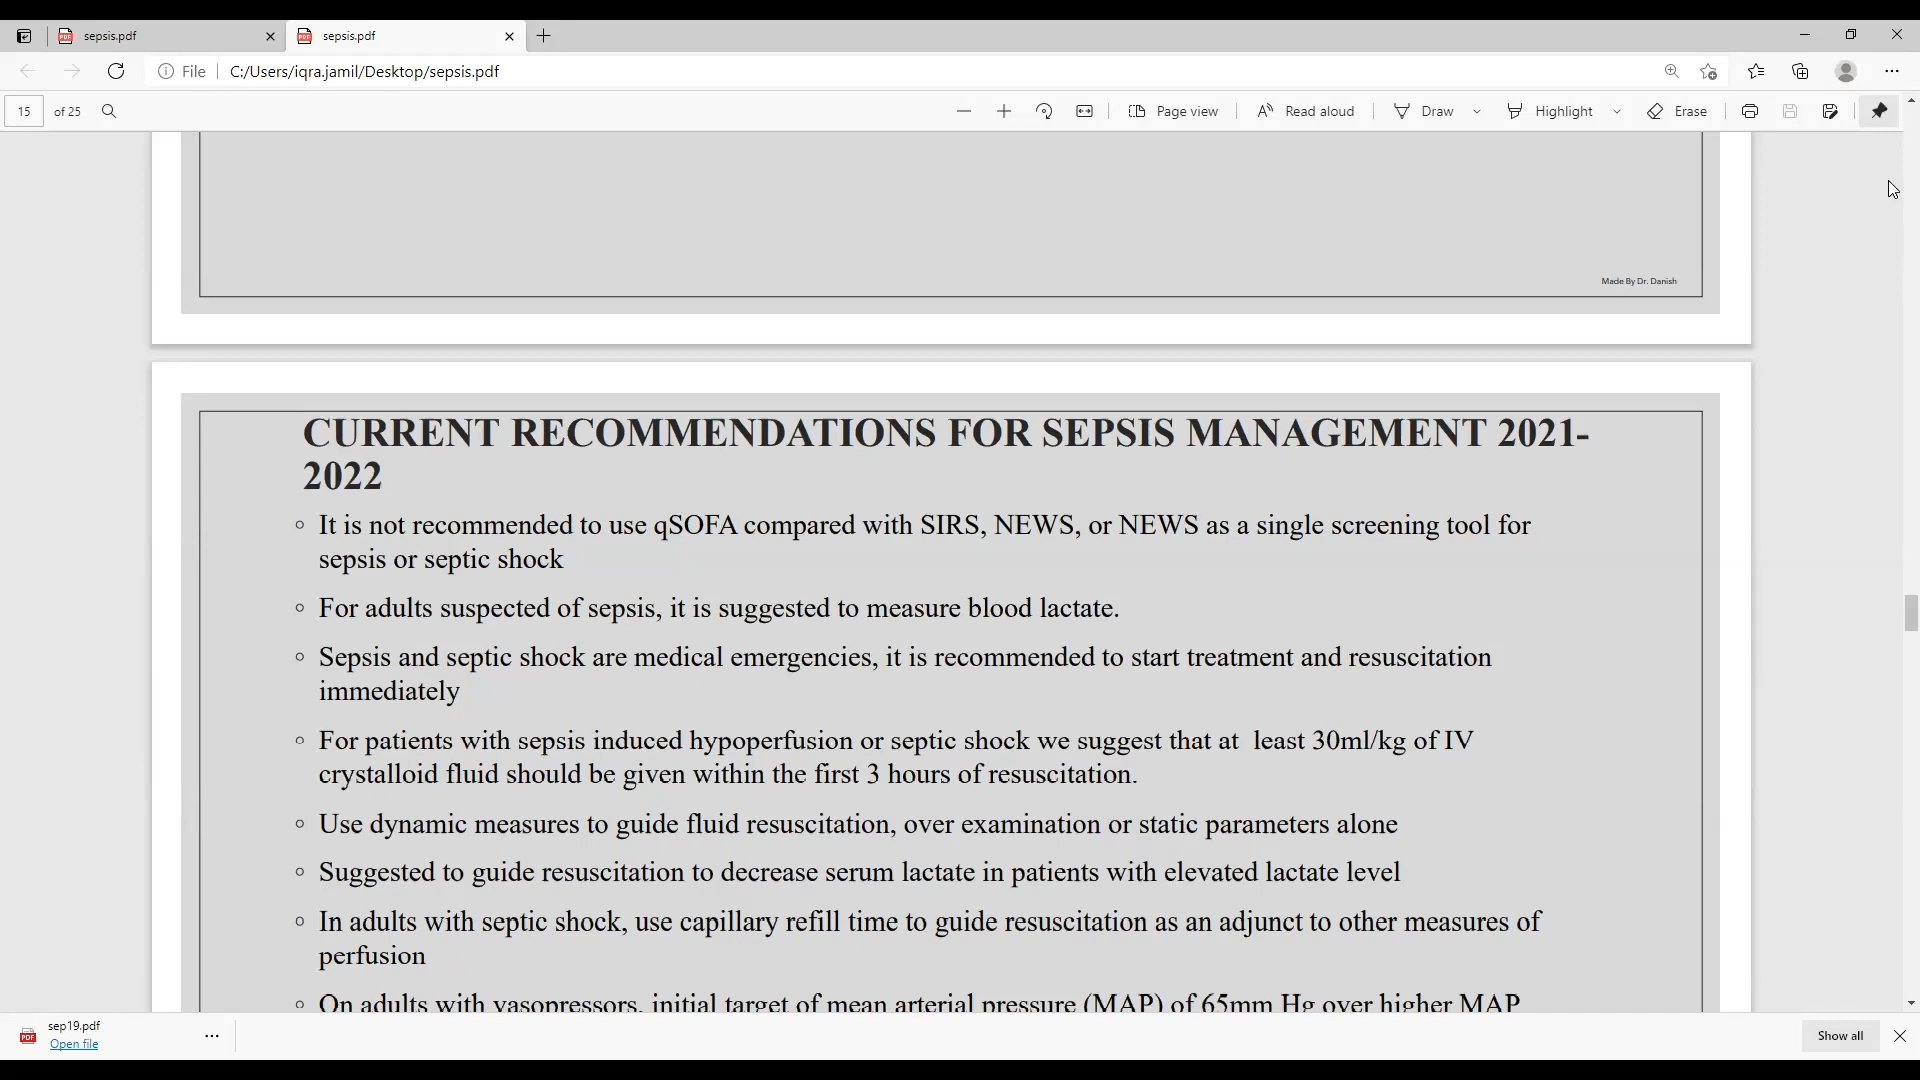 sepsis.pdf
sepsis.pdf
File
C:/Users/iqra.jamil/Desktop/sepsis.pdf
15 of 25
Page view
Read aloud
Draw
Highlight
Erase
Made By Dr. Danish
CURRENT RECOMMENDATIONS FOR SEPSIS MANAGEMENT 2021-
2022
It is not recommended to use qSOFA compared with SIRS, NEWS, or NEWS as a single screening tool for
sepsis or septic shock
For adults suspected of sepsis, it is suggested to measure blood lactate.
Sepsis and septic shock are medical emergencies, it is recommended to start treatment and resuscitation
immediately
For patients with sepsis induced hypoperfusion or septic shock we suggest that at least 30ml/kg of IV
crystalloid fluid should be given within the first 3 hours of resuscitation.
Use dynamic measures to guide fluid resuscitation, over examination or static parameters alone
Suggested to guide resuscitation to decrease serum lactate in patients with elevated lactate level
In adults with septic shock, use capillary refill time to guide resuscitation as an adjunct to other measures of
perfusion
On adults with vasopressors, initial target of mean arterial pressure (MAP) of 65mm Hg over higher MAP
PDF
sep19.pdf
Open file
Show all